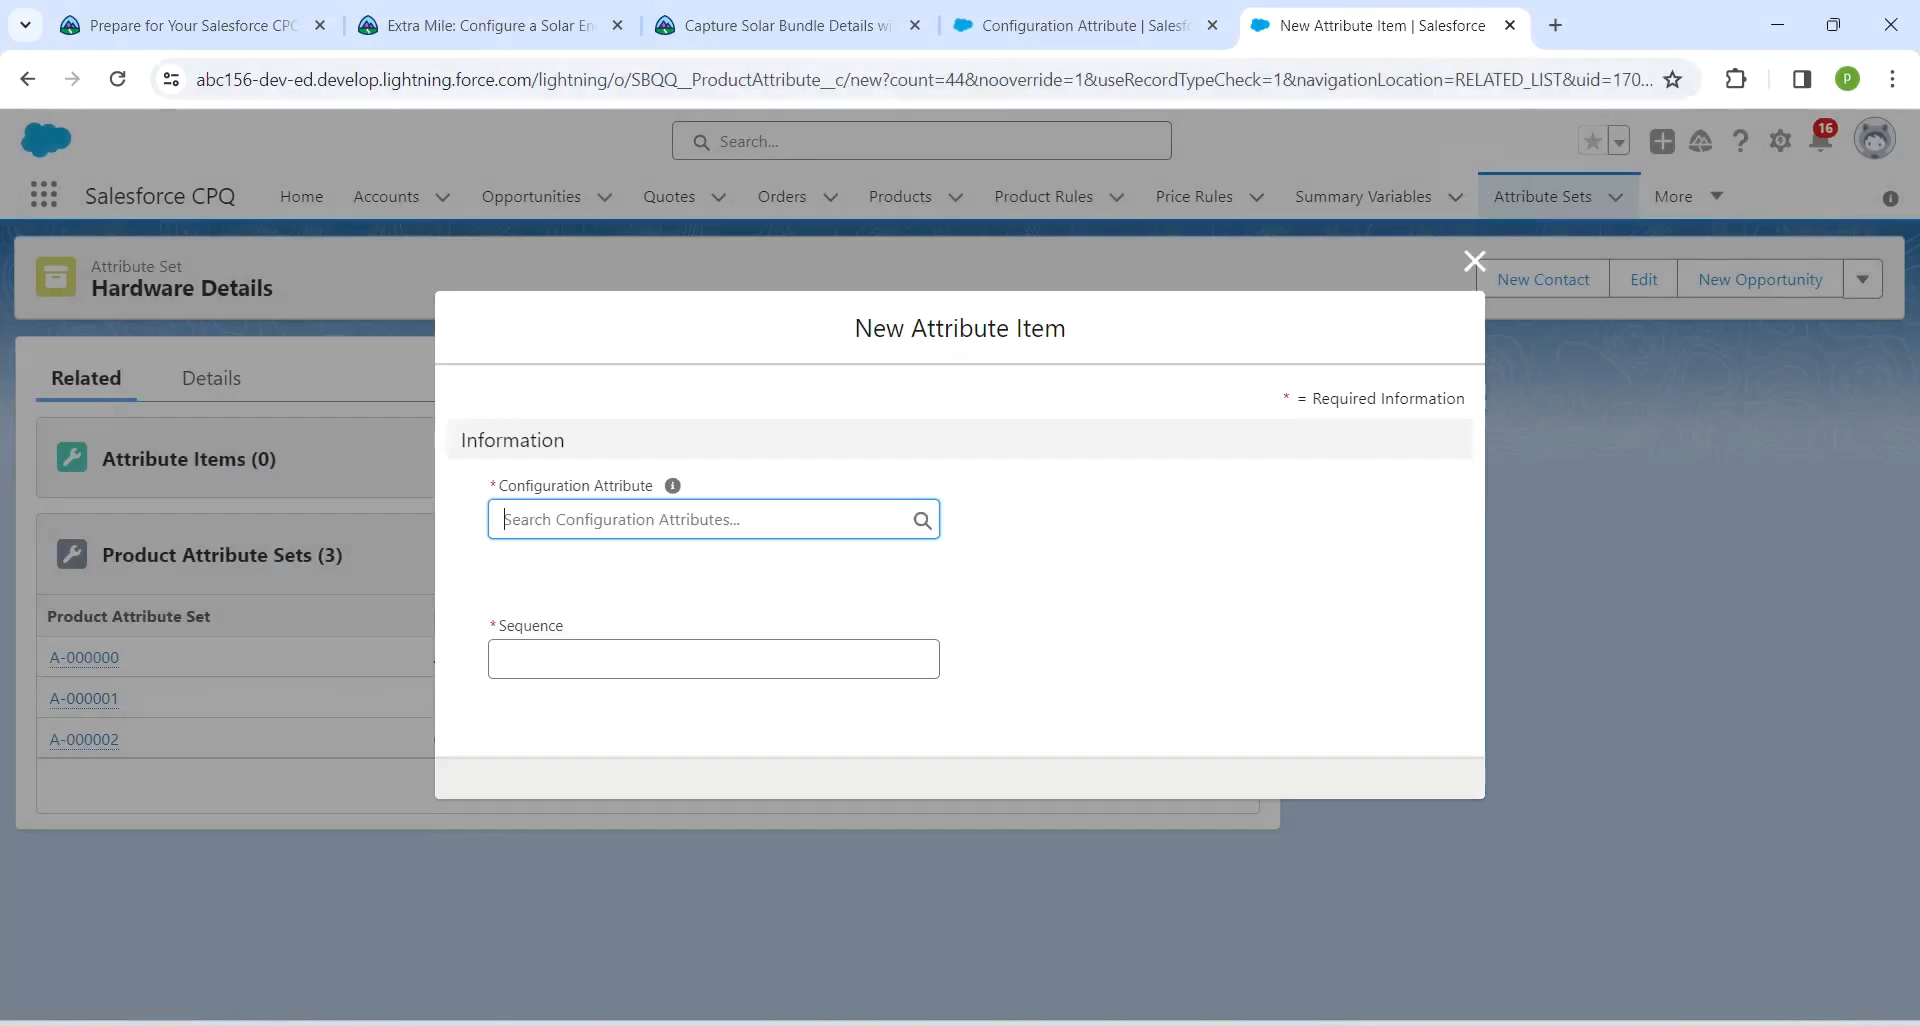 Prepare for Your Salesforce CPQ
Extra Mile: Configure a Solar En
Capture Solar Bundle Details wi
Configuration Attribute | Salesfo
New Attribute Item | Salesforce
abc156-dev-ed.develop.lightning.force.com/lightning/o/SBQQ__ProductAttribute__c/new?count=44&nooverride=1&useRecordTypeCheck=1&navigationLocation=RELATED_LIST&uid=170...
P
Search...
16
Salesforce CPQ
Home
Accounts
Opportunities
Quotes
Orders
Products
Product Rules
Price Rules
Summary Variables
Attribute Sets
More
Attribute Set
Hardware Details
New Contact
Edit
New Opportunity
New Attribute Item
Related
Details
* = Required Information
Information
Attribute Items (0)
*Configuration Attribute
Search Configuration Attributes...
Product Attribute Sets (3)
Product Attribute Set
*Sequence
A-000000
A-000001
A-000002